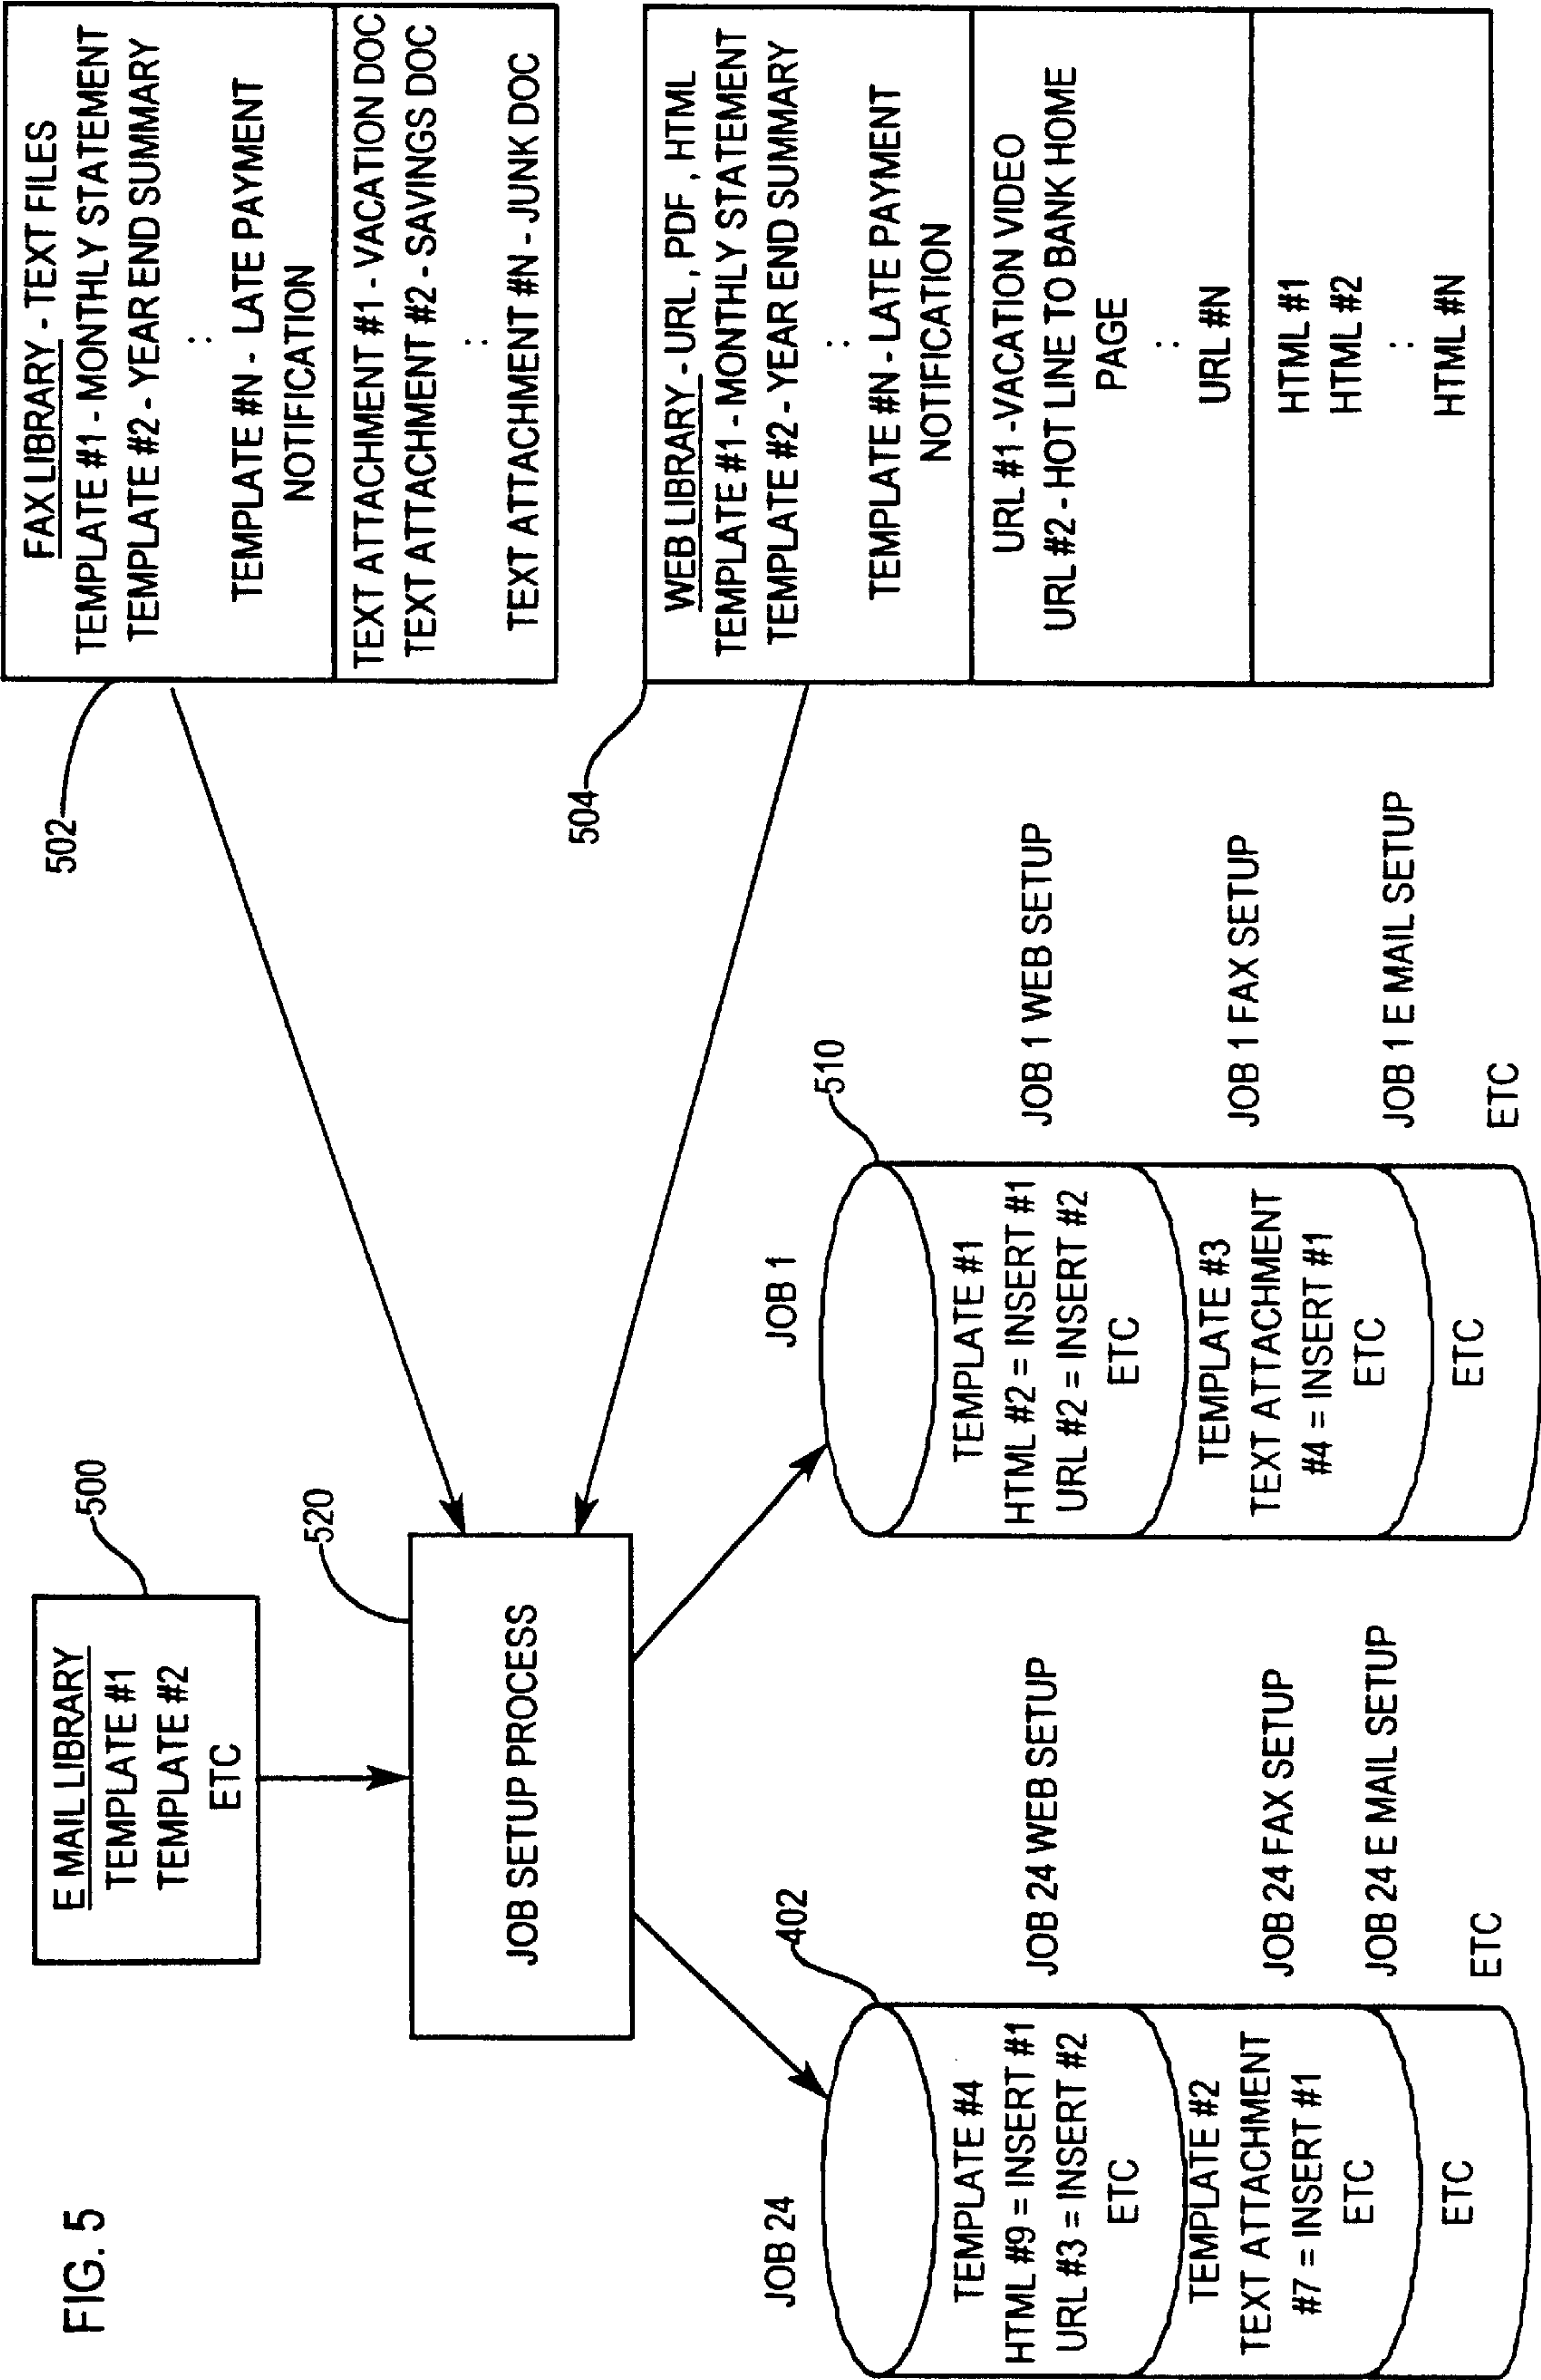 FIG. 5
E MAIL LIBRARY
TEMPLATE #1
TEMPLATE #2
ETC
500
FAX LIBRARY - TEXT FILES
TEMPLATE #1 - MONTHLY STATEMENT
TEMPLATE #2 - YEAR END SUMMARY
:
TEMPLATE #N - LATE PAYMENT
NOTIFICATION
TEXT ATTACHMENT #1 - VACATION DOC
TEXT ATTACHMENT #2 - SAVINGS DOC
:
TEXT ATTACHMENT #N - JUNK DOC
502
JOB SETUP PROCESS
520
WEB LIBRARY - URL, PDF, HTML
TEMPLATE #1 - MONTHLY STATEMENT
TEMPLATE #2 - YEAR END SUMMARY
:
TEMPLATE #N - LATE PAYMENT
NOTIFICATION
URL #1 - VACATION VIDEO
URL #2 - HOT LINE TO BANK HOME
PAGE
:
URL #N
HTML #1
HTML #2
:
HTML #N
504
JOB 24
402
TEMPLATE #4
HTML #9 = INSERT #1
URL #3 = INSERT #2
ETC
JOB 24 WEB SETUP
TEMPLATE #2
TEXT ATTACHMENT
#7 = INSERT #1
ETC
JOB 24 FAX SETUP
JOB 24 E MAIL SETUP
ETC
ETC
JOB 1
510
TEMPLATE #1
HTML #2 = INSERT #1
URL #2 = INSERT #2
ETC
JOB 1 WEB SETUP
TEMPLATE #3
TEXT ATTACHMENT
#4 = INSERT #1
ETC
JOB 1 FAX SETUP
JOB 1 E MAIL SETUP
ETC
ETC